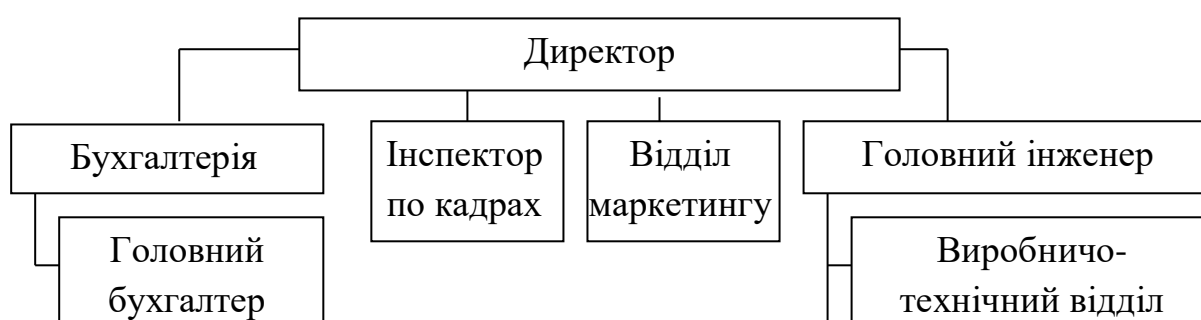 Директор
Бухгалтерія
Інспектор
по кадрах
Відділ
маркетингу
Головний інженер
Головний
бухгалтер
Виробничо-
технічний відділ